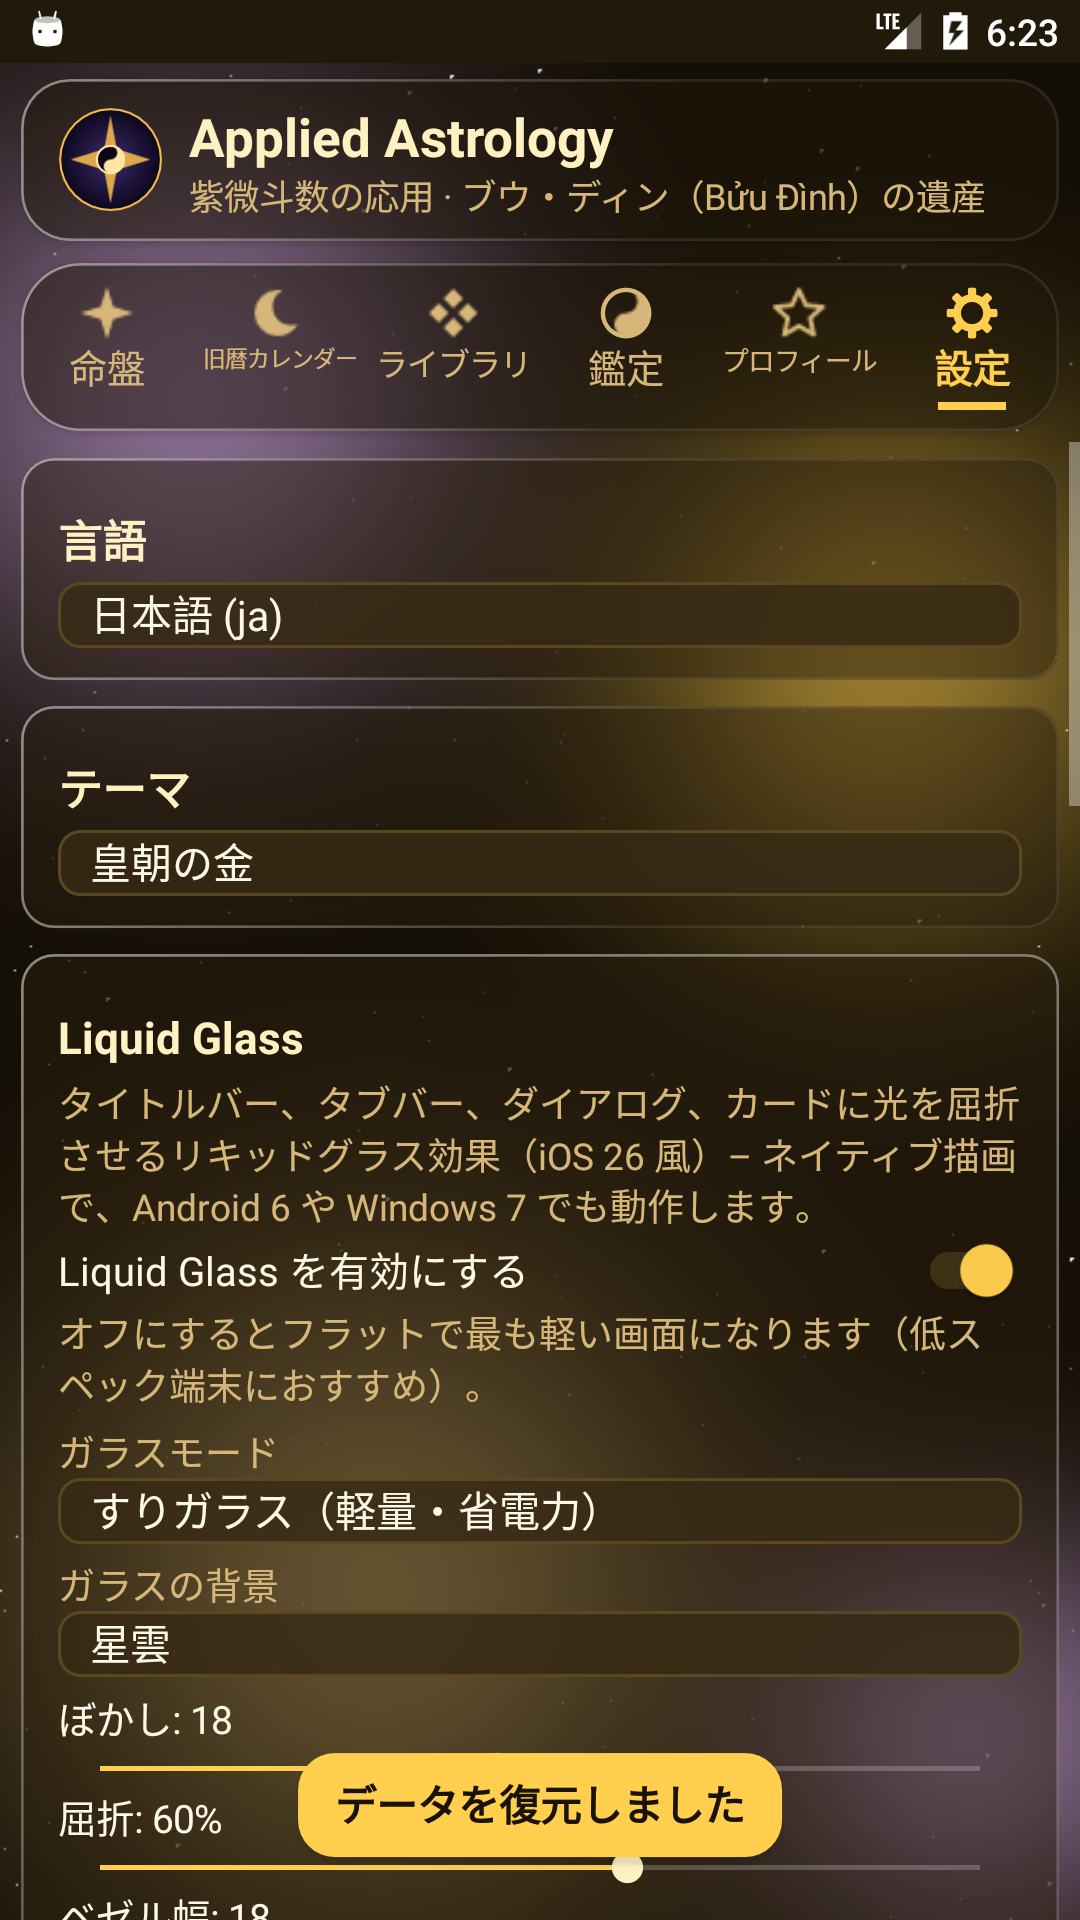 LTE 6:23
Applied Astrology
紫微斗数の応用 · ブウ・ディン（Bửu Đình）の遺産
命盤 旧暦カレンダー ライブラリ 鑑定 プロフィール 設定
言語
日本語 (ja)
テーマ
皇朝の金
Liquid Glass
タイトルバー、タブバー、ダイアログ、カードに光を屈折
させるリキッドグラス効果（iOS 26 風）– ネイティブ描画
で、Android 6 や Windows 7 でも動作します。
Liquid Glass を有効にする
オフにするとフラットで最も軽い画面になります（低ス
ペック端末におすすめ）。
ガラスモード
すりガラス（軽量・省電力）
ガラスの背景
星雲
ぼかし: 18
データを復元しました
屈折: 60%
ベゼル幅: 18